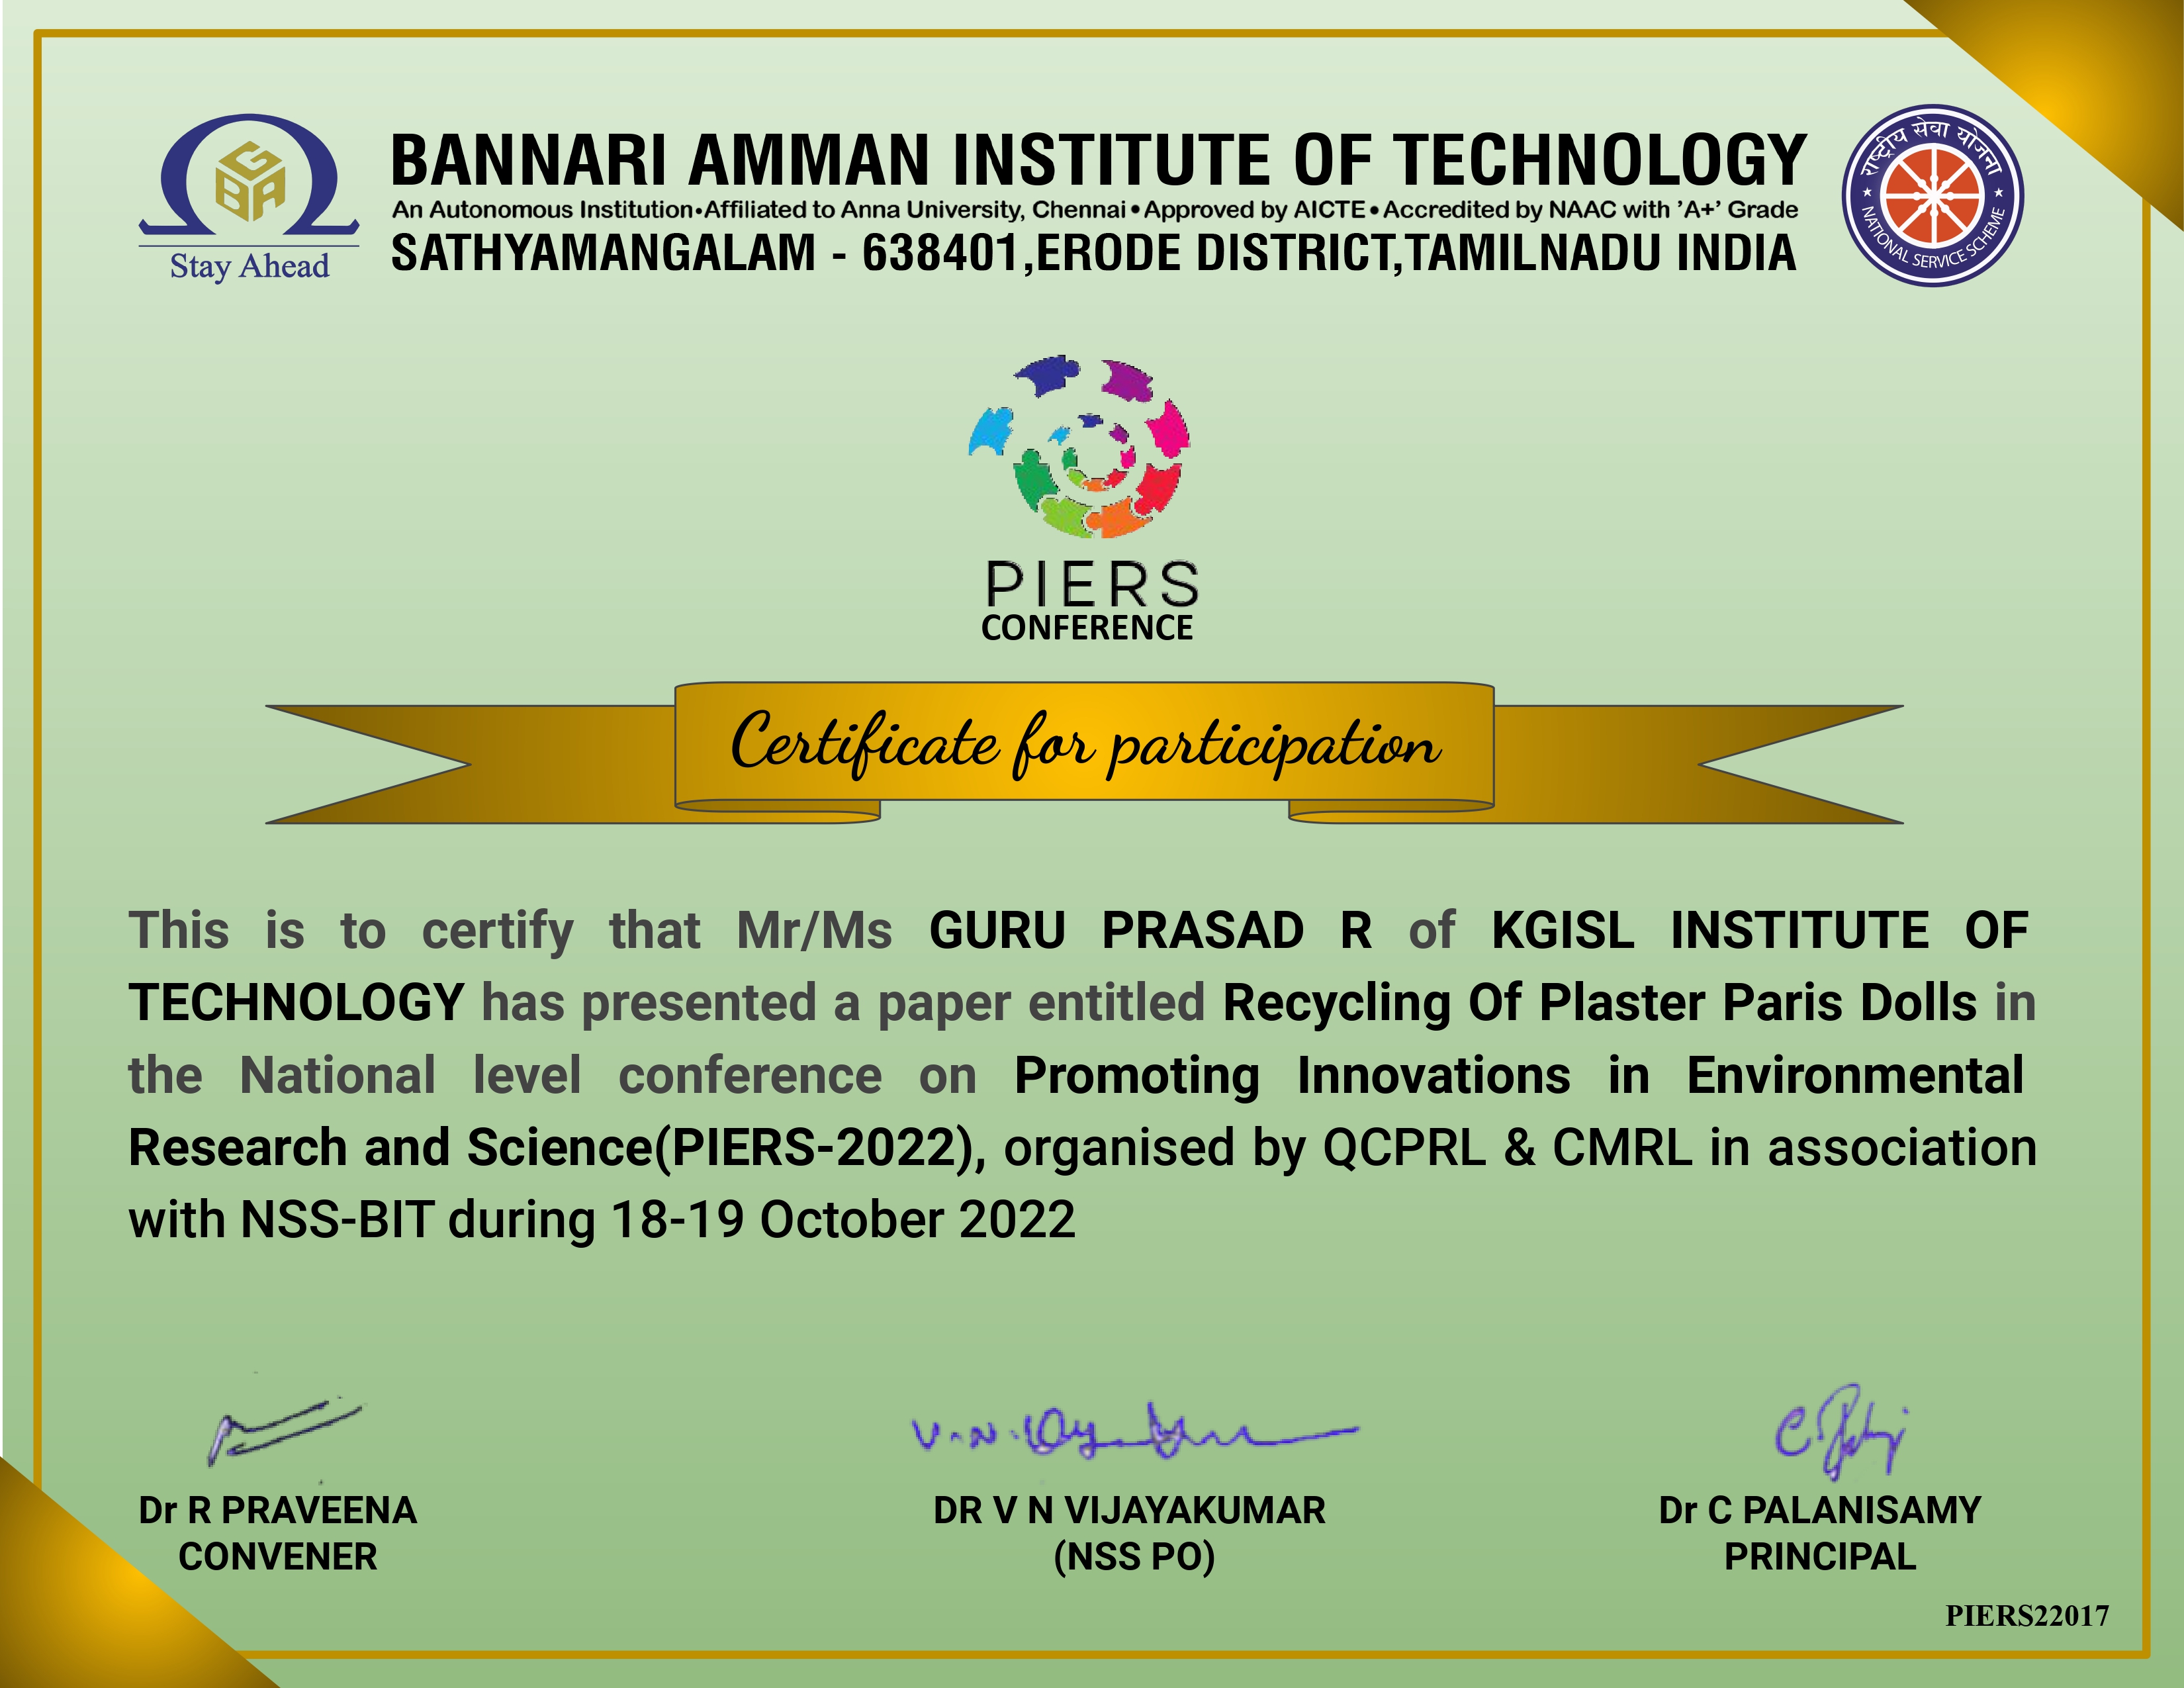 BANNARI AMMAN INSTITUTE OF TECHNOLOGY
An Autonomous Institution•Affiliated to Anna University, Chennai•Approved by AICTE•Accredited by NAAC with 'A+' Grade
SATHYAMANGALAM - 638401,ERODE DISTRICT,TAMILNADU INDIA
BGA
Stay Ahead
राष्ट्रीय सेवा योजना
NATIONAL SERVICE SCHEME
PIERS
CONFERENCE
Certificate for participation
This is to certify that Mr/Ms GURU PRASAD R of KGISL INSTITUTE OF
TECHNOLOGY has presented a paper entitled Recycling Of Plaster Paris Dolls in
the National level conference on Promoting Innovations in Environmental
Research and Science(PIERS-2022), organised by QCPRL & CMRL in association
with NSS-BIT during 18-19 October 2022
Dr R PRAVEENA
CONVENER
DR V N VIJAYAKUMAR
(NSS PO)
Dr C PALANISAMY
PRINCIPAL
PIERS22017